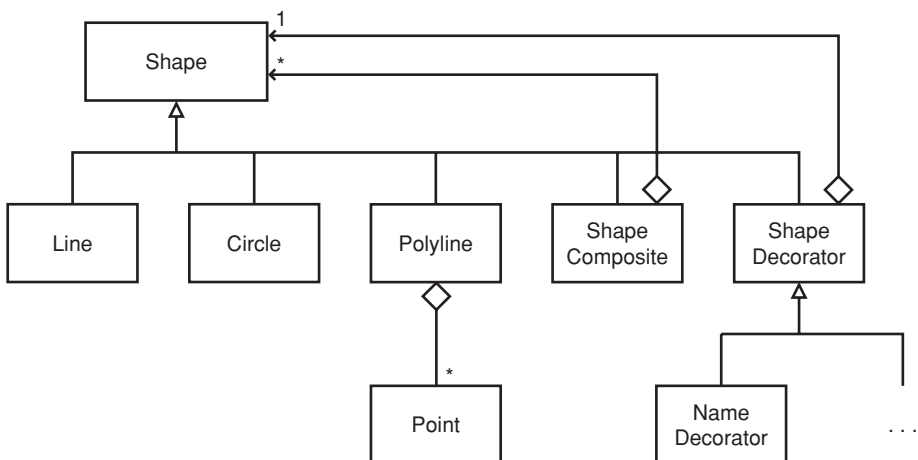 1
Shape
*
Line
Circle
Polyline
Shape
Composite
Shape
Decorator
*
Point
Name
Decorator
. . .